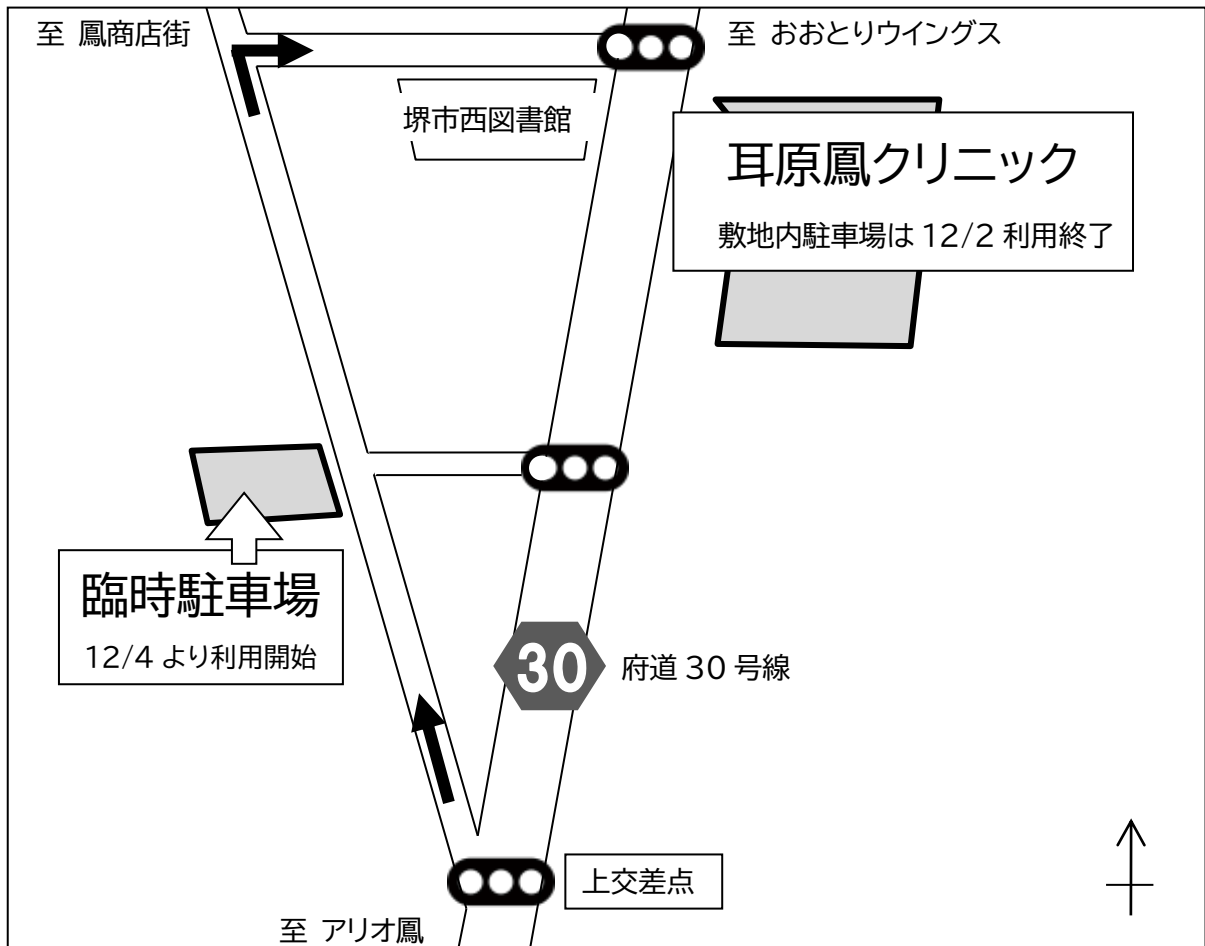 至 鳳商店街
至 おおとりウイングス
堺市西図書館
耳原鳳クリニック
敷地内駐車場は 12/2 利用終了
臨時駐車場
12/4 より利用開始
30
府道 30 号線
上交差点
至 アリオ鳳